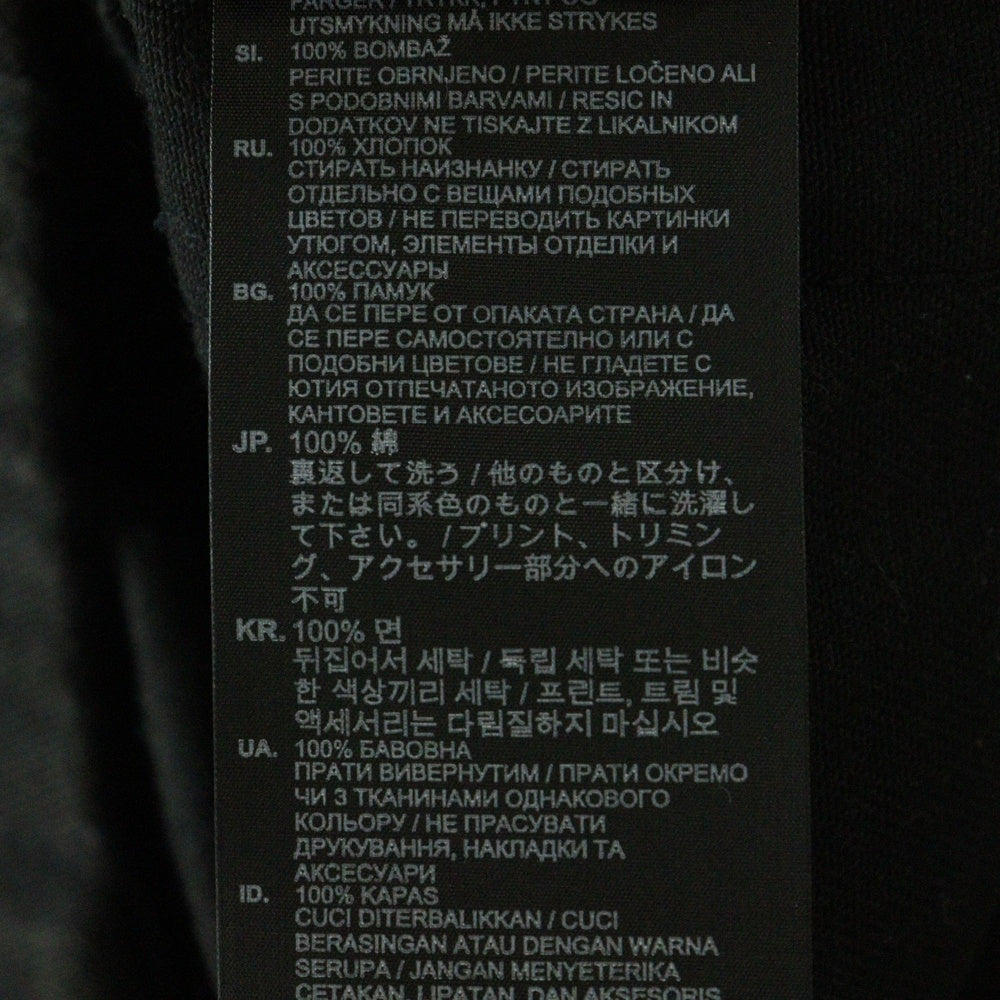 FARGER / TRYKK, PYNT OG
UTSMYKNING MÅ IKKE STRYKES
SI. 100% BOMBAŽ
PERITE OBRNJENO / PERITE LOČENO ALI
S PODOBNIMI BARVAMI / RESIC IN
DODATKOV NE TISKAJTE Z LIKALNIKOM
RU. 100% ХЛОПОК
СТИРАТЬ НАИЗНАНКУ / СТИРАТЬ
ОТДЕЛЬНО С ВЕЩАМИ ПОДОБНЫХ
ЦВЕТОВ / НЕ ПЕРЕВОДИТЬ КАРТИНКИ
УТЮГОМ, ЭЛЕМЕНТЫ ОТДЕЛКИ И
АКСЕССУАРЫ
BG. 100% ПАМУК
ДА СЕ ПЕРЕ ОТ ОПАКАТА СТРАНА / ДА
СЕ ПЕРЕ САМОСТОЯТЕЛНО ИЛИ С
ПОДОБНИ ЦВЕТОВЕ / НЕ ГЛАДЕТЕ С
ЮТИЯ ОТПЕЧАТАНОТО ИЗОБРАЖЕНИЕ,
КАНТОВЕТЕ И АКСЕСОАРИТЕ
JP. 100% 綿
裏返して洗う / 他のものと区分け、
または同系色のものと一緒に洗濯し
て下さい。 / プリント、トリミン
グ、アクセサリー部分へのアイロン
不可
KR. 100% 면
뒤집어서 세탁 / 독립 세탁 또는 비슷
한 색상끼리 세탁 / 프린트, 트림 및
액세서리는 다림질하지 마십시오
UA. 100% БАВОВНА
ПРАТИ ВИВЕРНУТИМ / ПРАТИ ОКРЕМО
ЧИ З ТКАНИНАМИ ОДНАКОВОГО
КОЛЬОРУ / НЕ ПРАСУВАТИ
ДРУКУВАННЯ, НАКЛАДКИ ТА
АКСЕСУАРИ
ID. 100% KAPAS
CUCI DITERBALIKKAN / CUCI
BERASINGAN ATAU DENGAN WARNA
SERUPA / JANGAN MENYETERIKA
CETAKAN, LIPATAN, DAN AKSESORIS